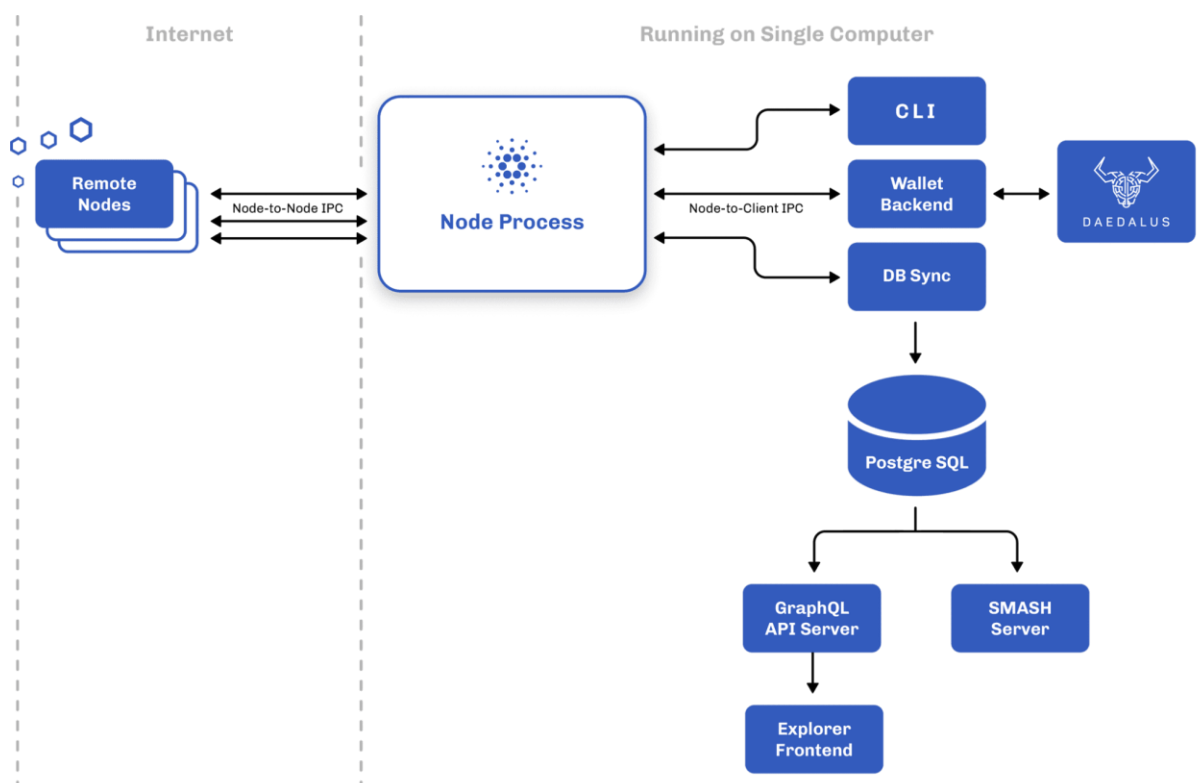 Internet
Running on Single Computer
Remote
Nodes
Node-to-Node IPC
Node Process
Node-to-Client IPC
CLI
Wallet
Backend
DAEDALUS
DB Sync
Postgre SQL
GraphQL
API Server
SMASH
Server
Explorer
Frontend